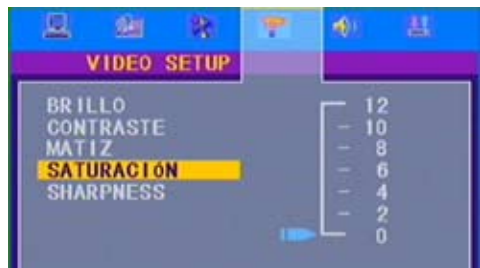 VIDEO SETUP
BRILLO
CONTRASTE
MATIZ
SATURACIÓN
SHARPNESS
12
10
8
6
4
2
0